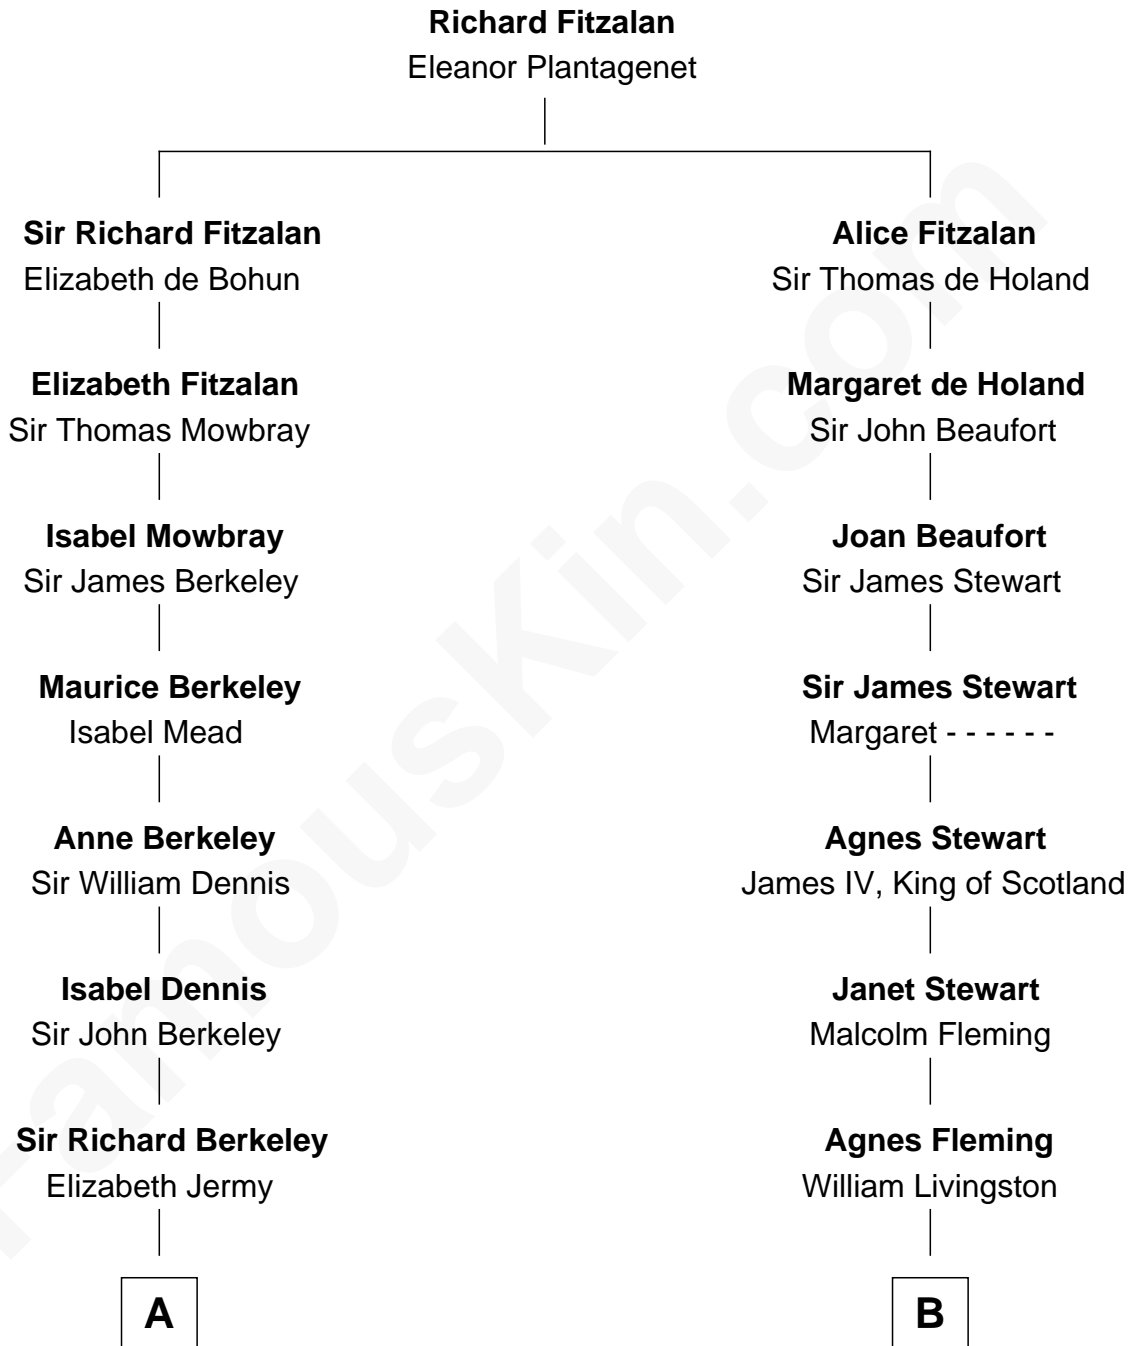 Richard Fitzalan
Eleanor Plantagenet
Sir Richard Fitzalan
Elizabeth de Bohun
Elizabeth Fitzalan
Sir Thomas Mowbray
Isabel Mowbray
Sir James Berkeley
Maurice Berkeley
Isabel Mead
Anne Berkeley
Sir William Dennis
Isabel Dennis
Sir John Berkeley
Sir Richard Berkeley
Elizabeth Jermy
A
Alice Fitzalan
Sir Thomas de Holand
Margaret de Holand
Sir John Beaufort
Joan Beaufort
Sir James Stewart
Sir James Stewart
Margaret - - - - - -
Agnes Stewart
James IV, King of Scotland
Janet Stewart
Malcolm Fleming
Agnes Fleming
William Livingston
B
FamousKin.com